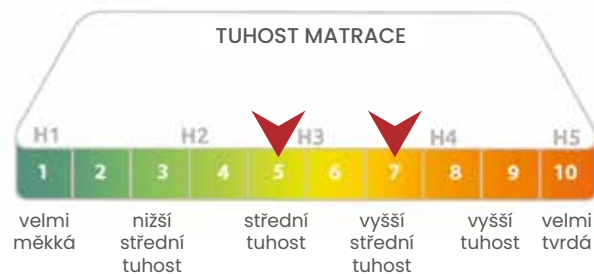 TUHOST MATRACE
H1 H2 H3 H4 H5
1 2 3 4 5 6 7 8 9 10
velmi měkká
nižší střední tuhost
střední tuhost
vyšší střední tuhost
vyšší tuhost
velmi tvrdá